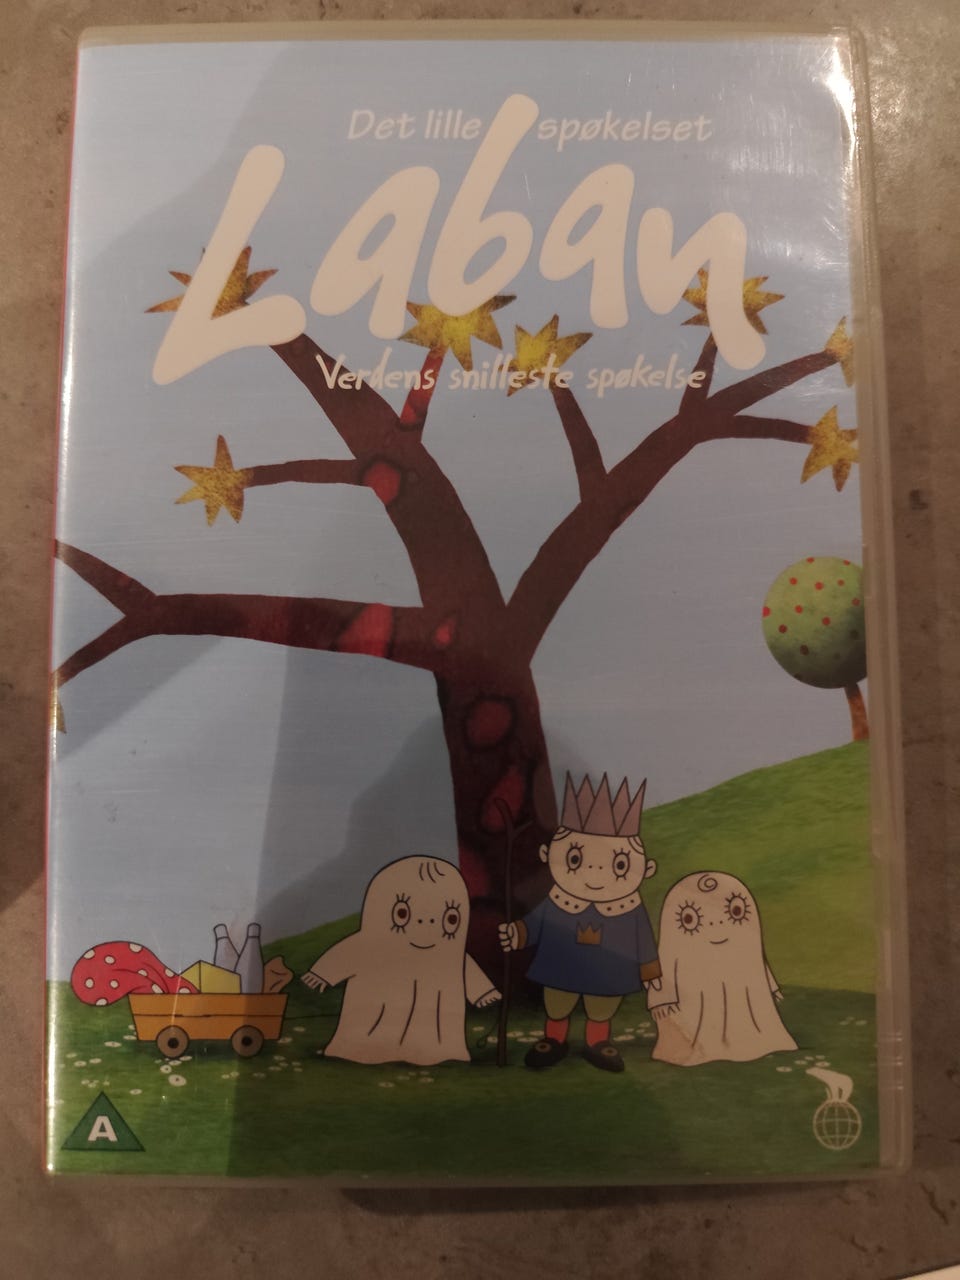 Det lille spøkelset
Laban
Verdens snilleste spøkelse
A